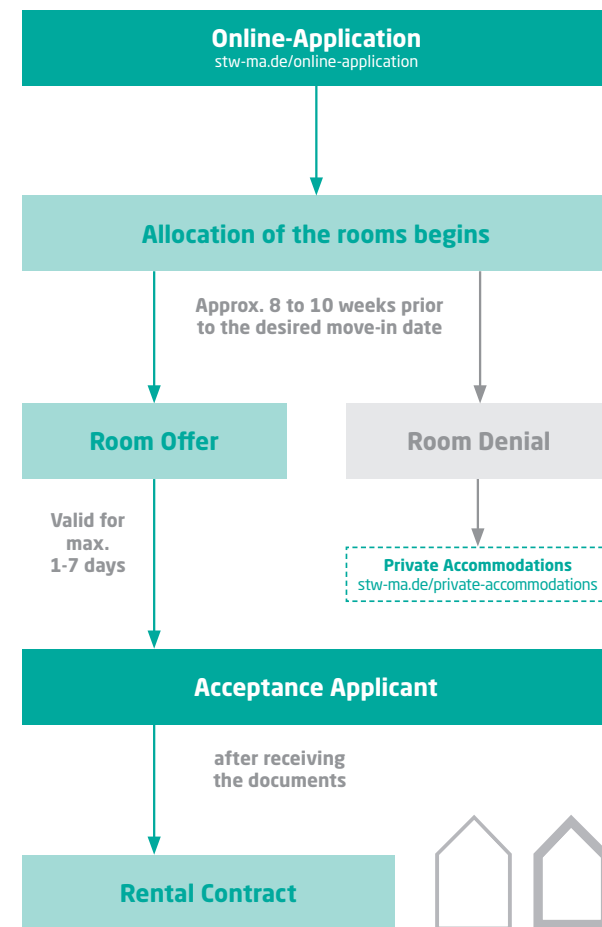 Online-Application
stw-ma.de/online-application
Allocation of the rooms begins
Approx. 8 to 10 weeks prior
to the desired move-in date
Room Offer
Room Denial
Valid for
max.
1-7 days
Private Accommodations
stw-ma.de/private-accommodations
Acceptance Applicant
after receiving
the documents
Rental Contract